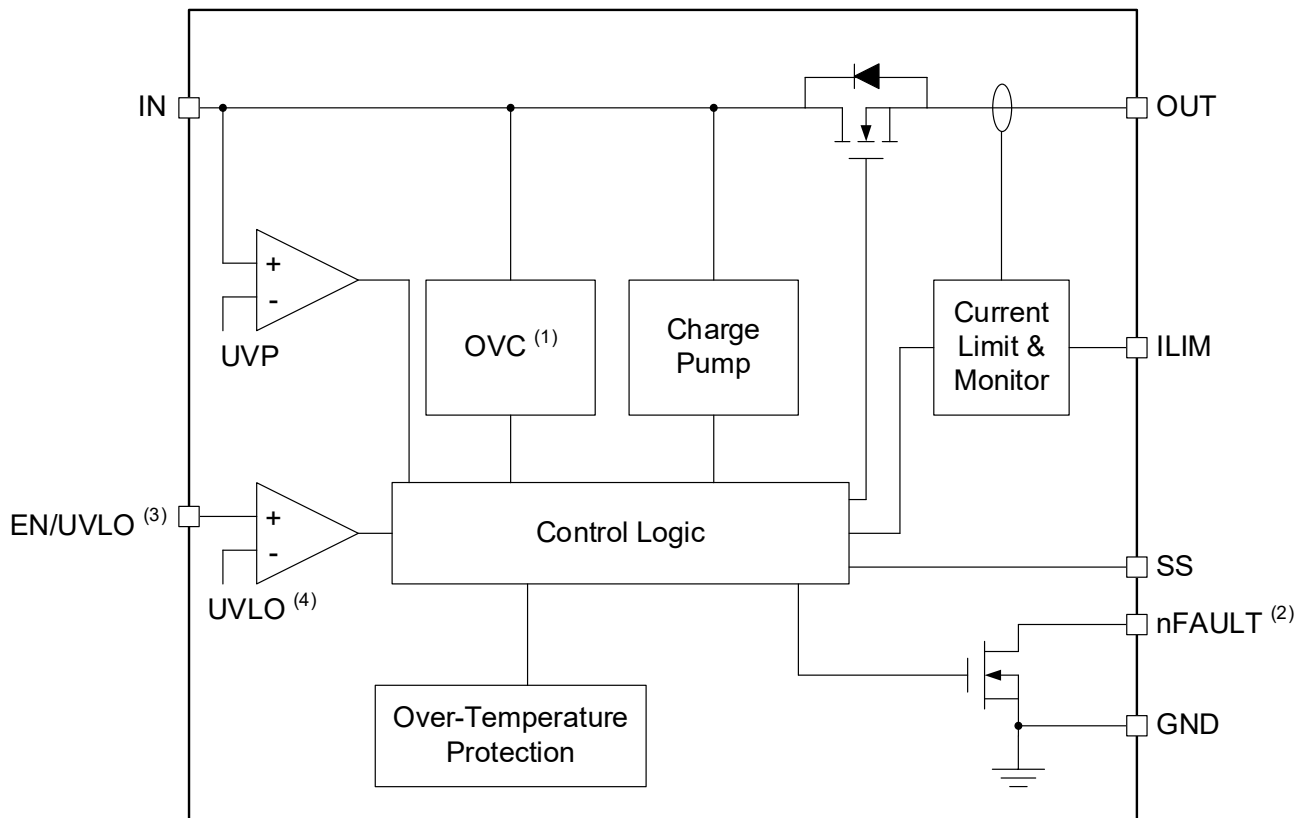 IN
OUT
+
-
UVP
OVC (1)
Charge
Pump
Current
Limit &
Monitor
ILIM
EN/UVLO (3)
+
-
UVLO (4)
Control Logic
SS
nFAULT (2)
Over-Temperature
Protection
GND